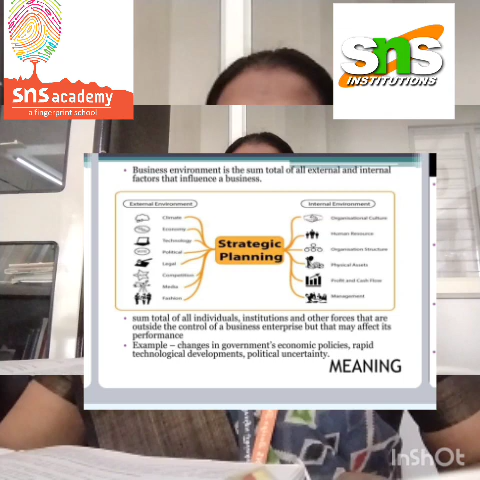 SnS academy
a fingerprint school
SnS
INSTITUTIONS
• Business environment is the sum total of all external and internal
factors that influence a business.
External Environment
Climate
Economy
Technology
Political
Legal
Competition
Media
Fashion
Strategic
Planning
Internal Environment
Organisational Culture
Human Resource
Organisation Structure
Physical Assets
Profit and Cash Flow
Management
• sum total of all individuals, institutions and other forces that are
outside the control of a business enterprise but that may affect its
performance
• Example – changes in government's economic policies, rapid
technological developments, political uncertainty.
MEANING
InShOt